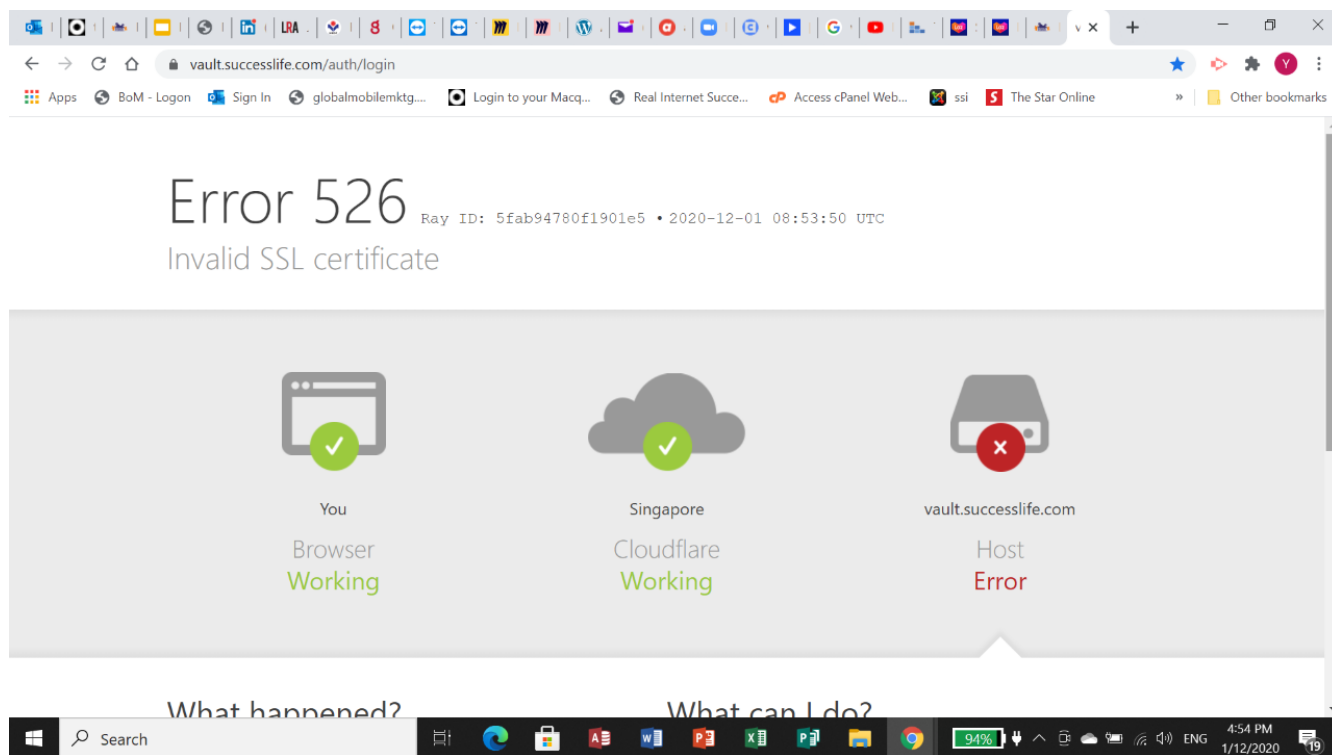 LRA
vault.successlife.com/auth/login
Y
Apps BoM - Logon Sign In globalmobilemktg.... Login to your Macq... Real Internet Succe... Access cPanel Web... ssi The Star Online » Other bookmarks
Error 526 Ray ID: 5fab94780f1901e5 • 2020-12-01 08:53:50 UTC
Invalid SSL certificate
You
Browser
Working
Singapore
Cloudflare
Working
vault.successlife.com
Host
Error
What happened?
What can I do?
Search
94%
ENG
4:54 PM
1/12/2020
19